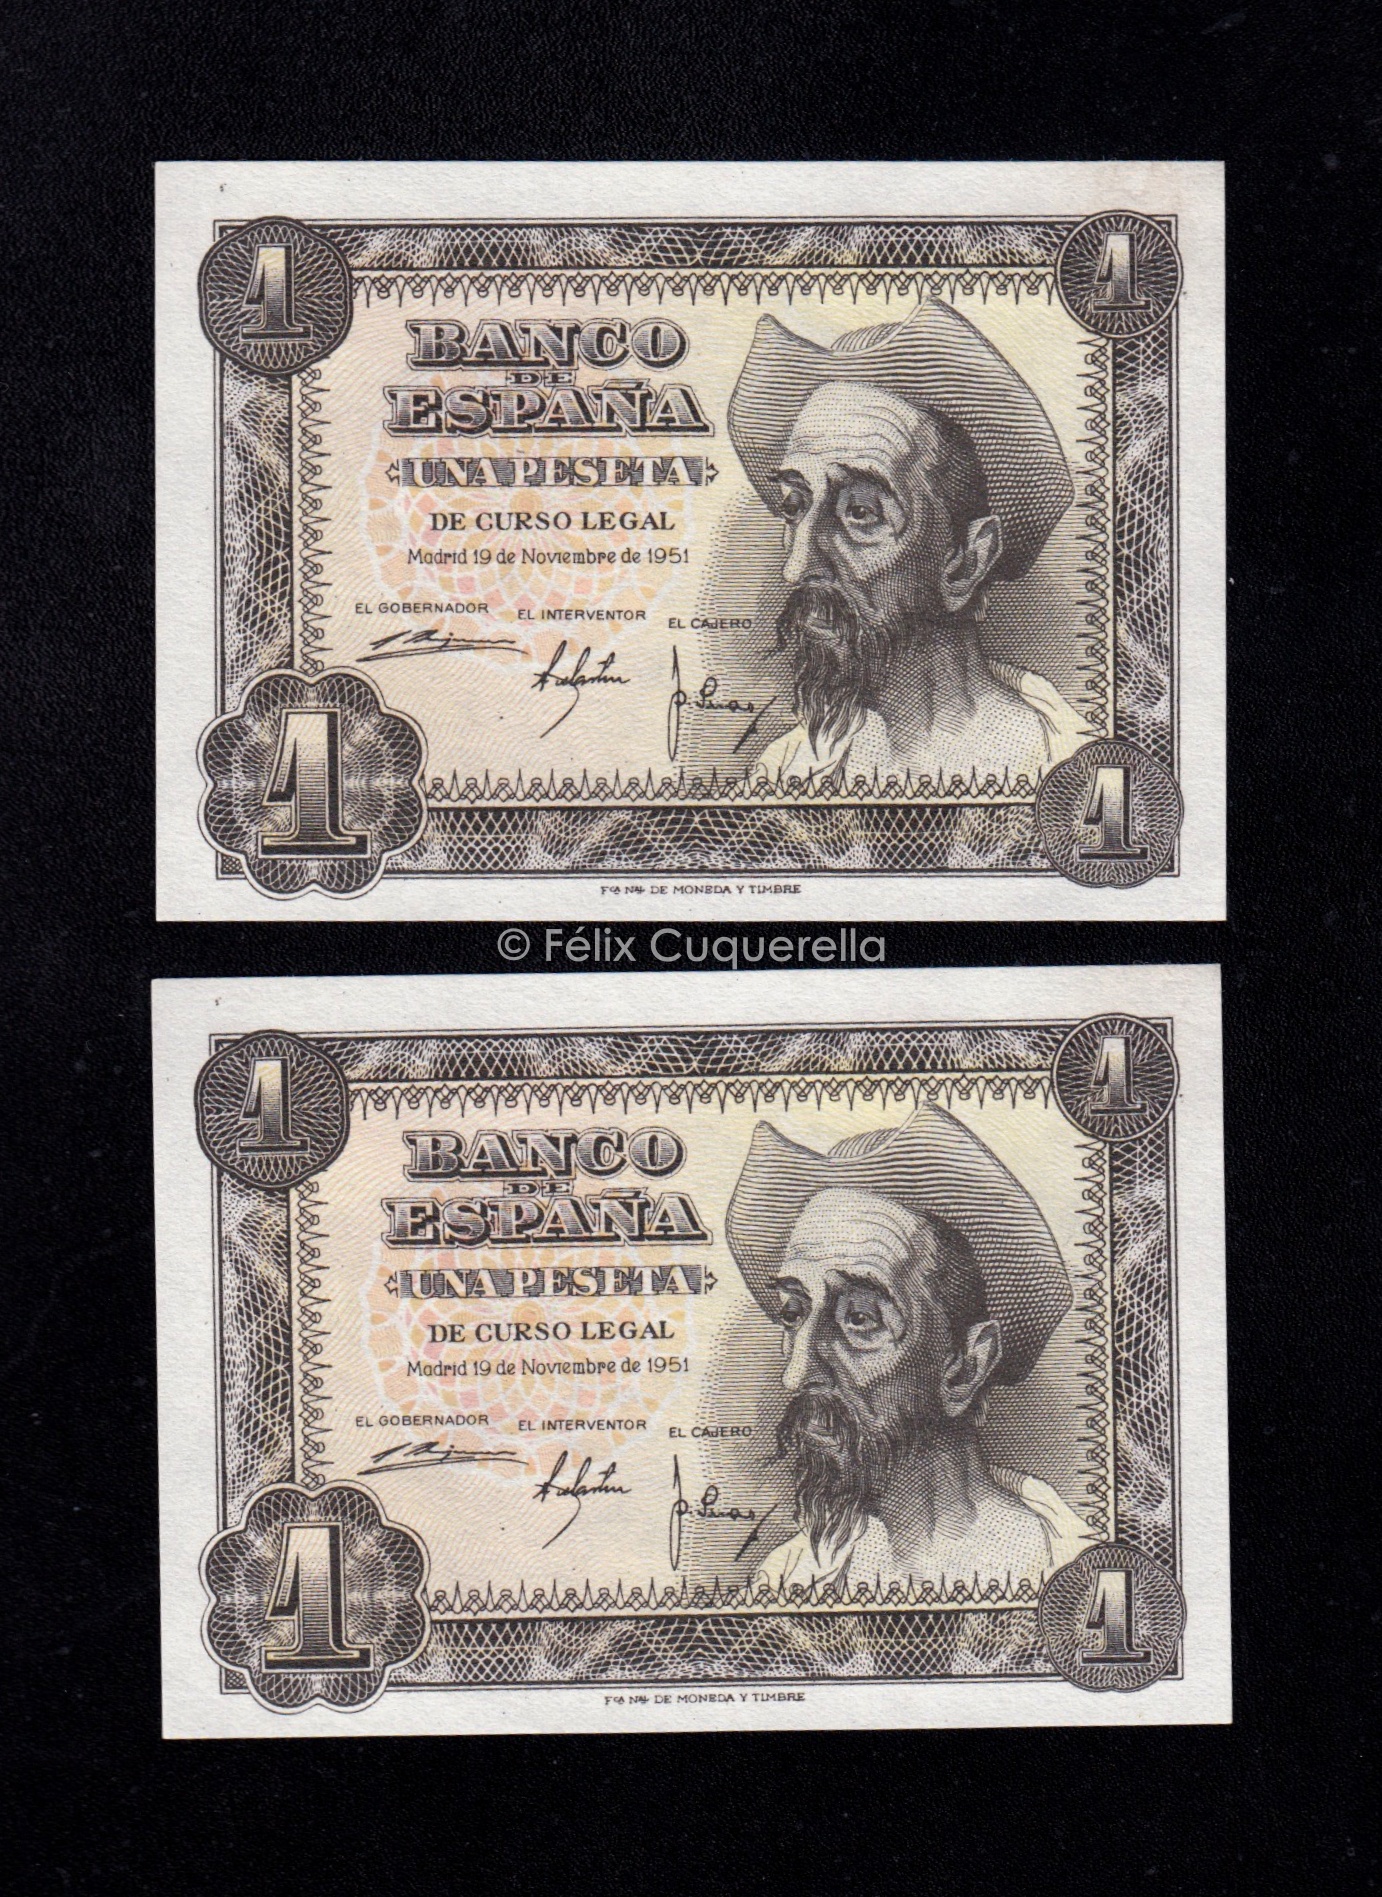 1 1
BANCO
DE
ESPAÑA
UNA PESETA
DE CURSO LEGAL
Madrid 19 de Noviembre de 1951
EL GOBERNADOR EL INTERVENTOR EL CAJERO
1 1
Fca Nal DE MONEDA Y TIMBRE
© Félix Cuquerella
1 1
BANCO
DE
ESPAÑA
UNA PESETA
DE CURSO LEGAL
Madrid 19 de Noviembre de 1951
EL GOBERNADOR EL INTERVENTOR EL CAJERO
1 1
Fca Nal DE MONEDA Y TIMBRE